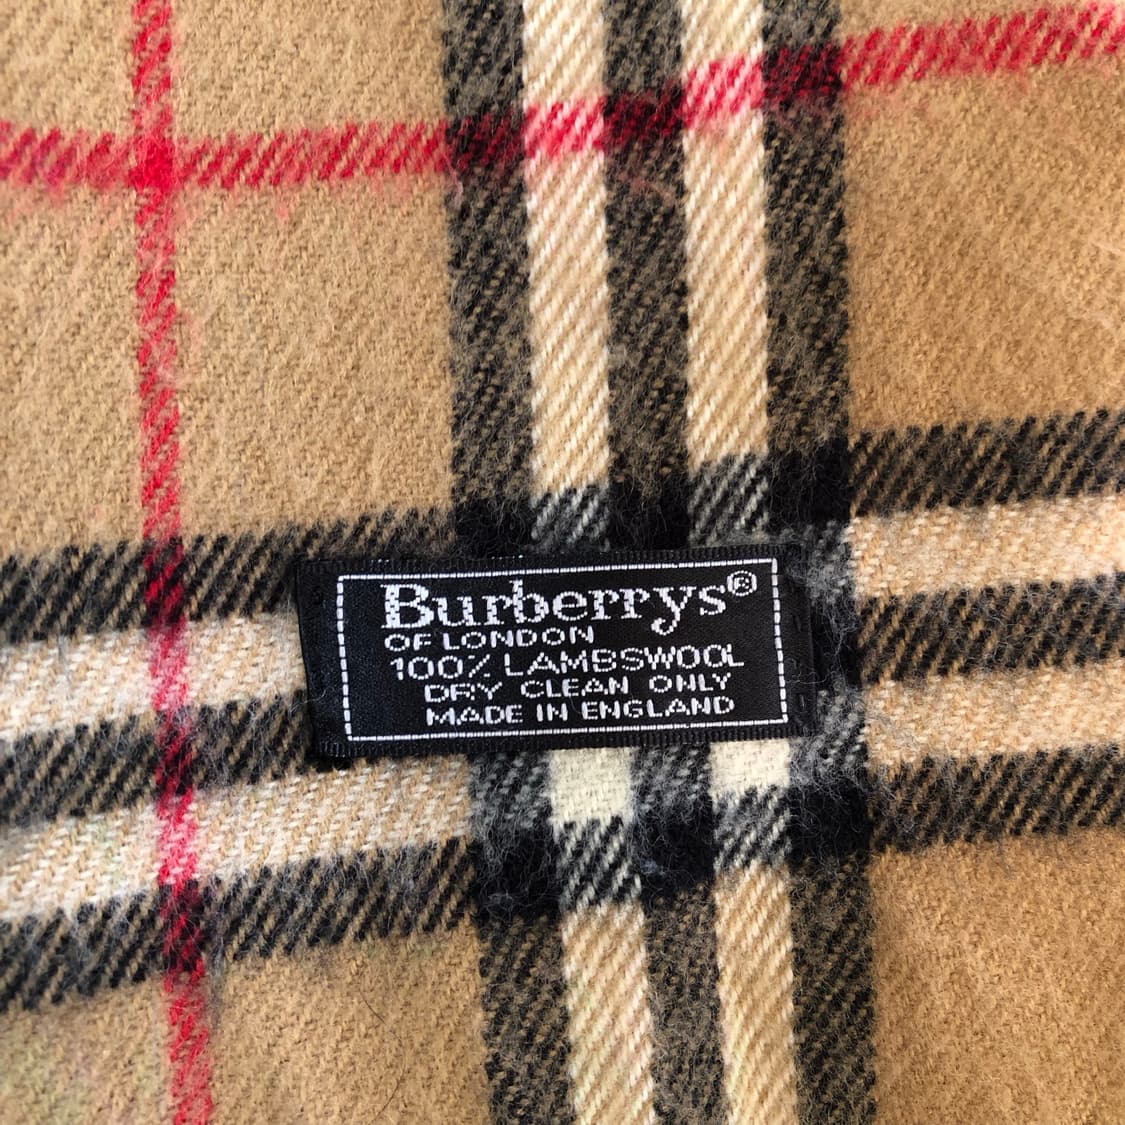 Burberrys®
OF LONDON
100% LAMBSWOOL
DRY CLEAN ONLY
MADE IN ENGLAND